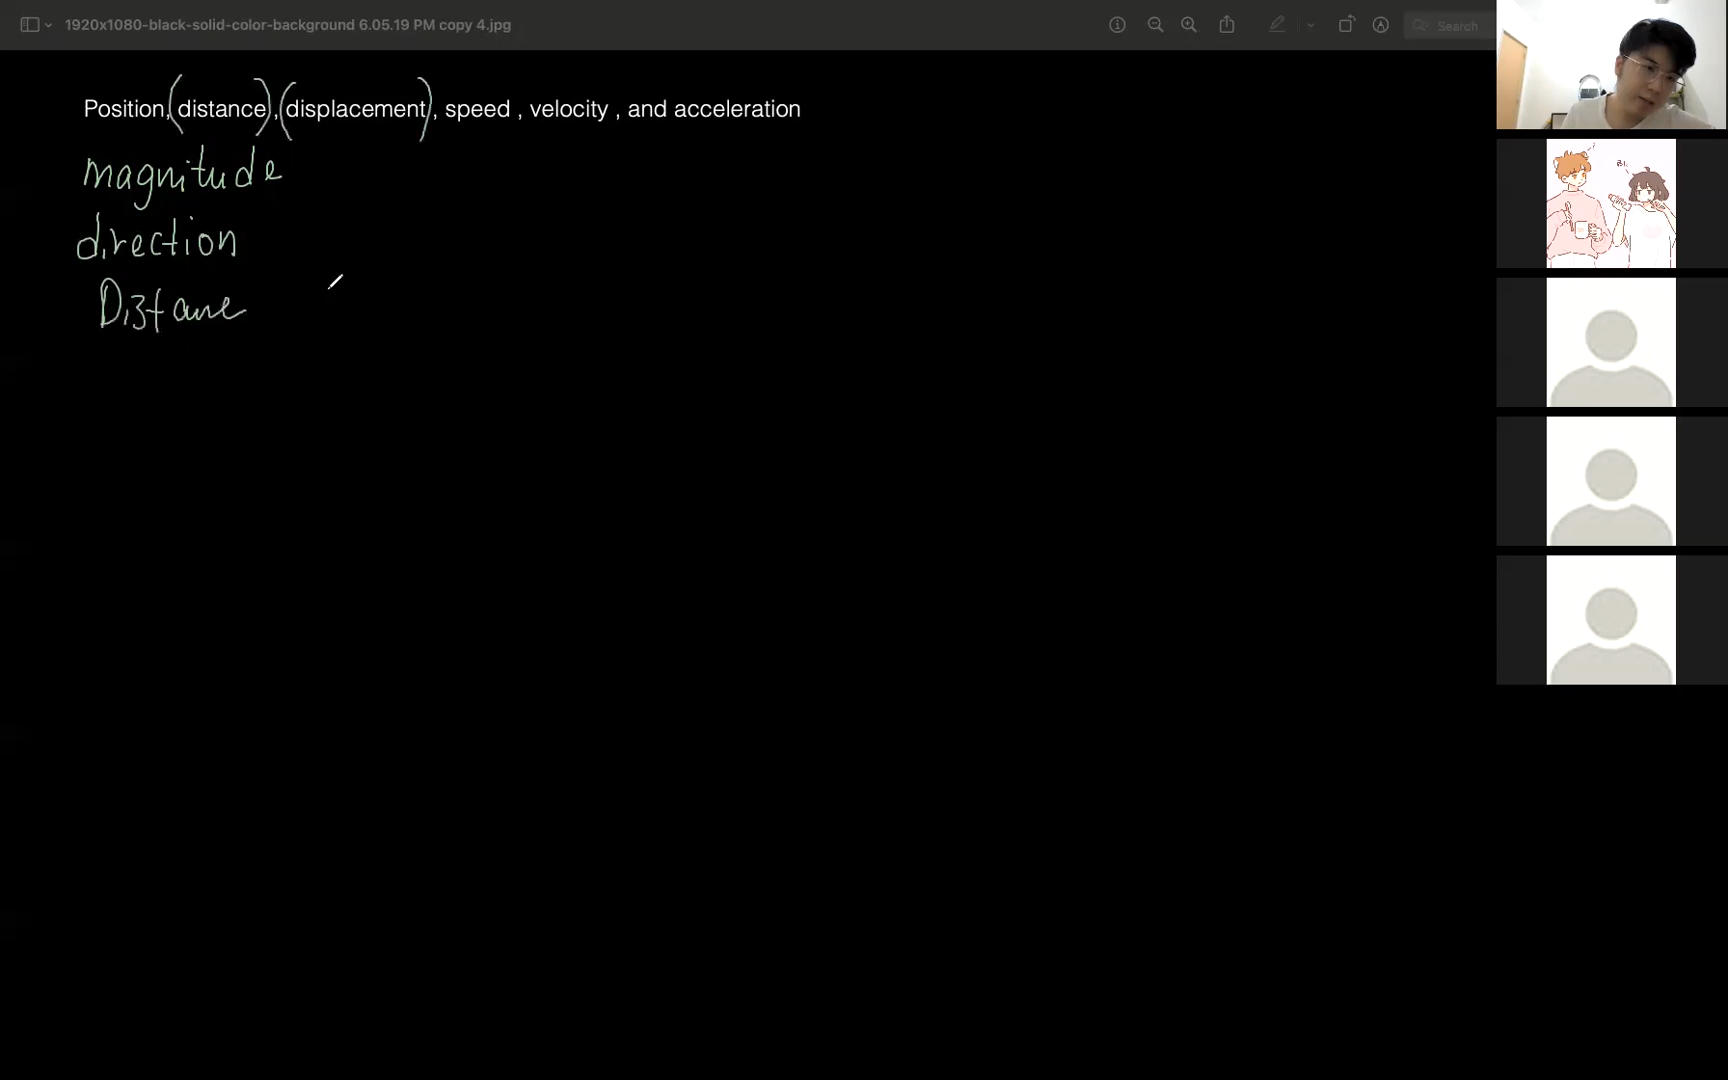 1920x1080-black-solid-color-background 6.05.19 PM copy 4.jpg
Search
Position, (distance), (displacement), speed , velocity , and acceleration
magnitude
direction
Distance